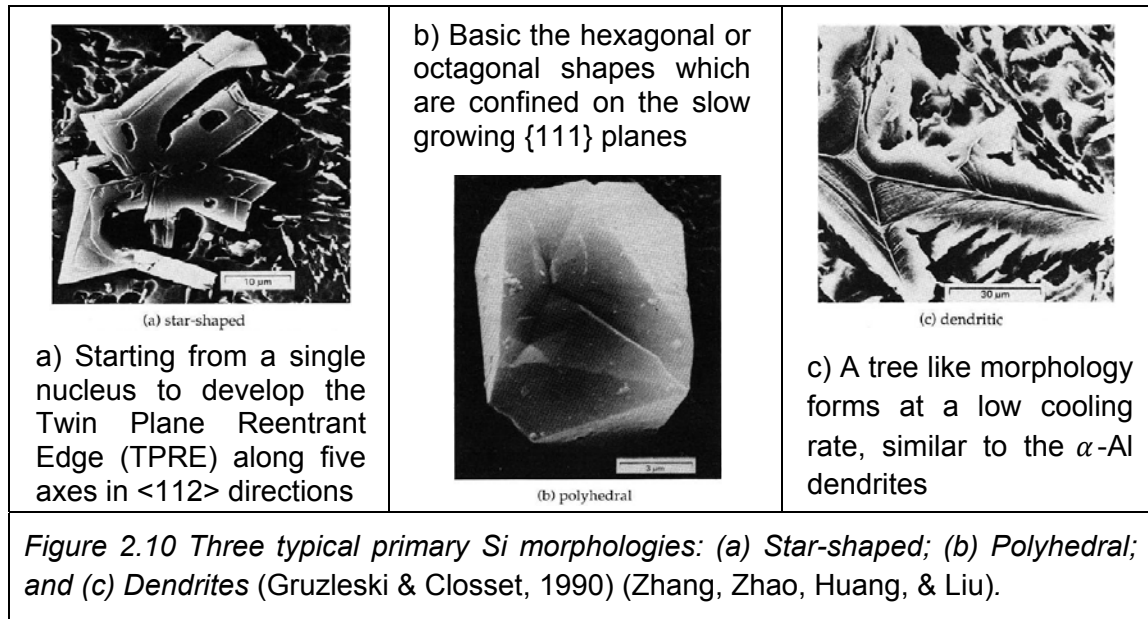 10 µm
(a) star-shaped
a) Starting from a single
nucleus to develop the
Twin Plane Reentrant
Edge (TPRE) along five
axes in <112> directions
b) Basic the hexagonal or
octagonal shapes which
are confined on the slow
growing {111} planes
3 µm
(b) polyhedral
30 µm
(c) dendritic
c) A tree like morphology
forms at a low cooling
rate, similar to the α-Al
dendrites
Figure 2.10 Three typical primary Si morphologies: (a) Star-shaped; (b) Polyhedral;
and (c) Dendrites (Gruzleski & Closset, 1990) (Zhang, Zhao, Huang, & Liu).